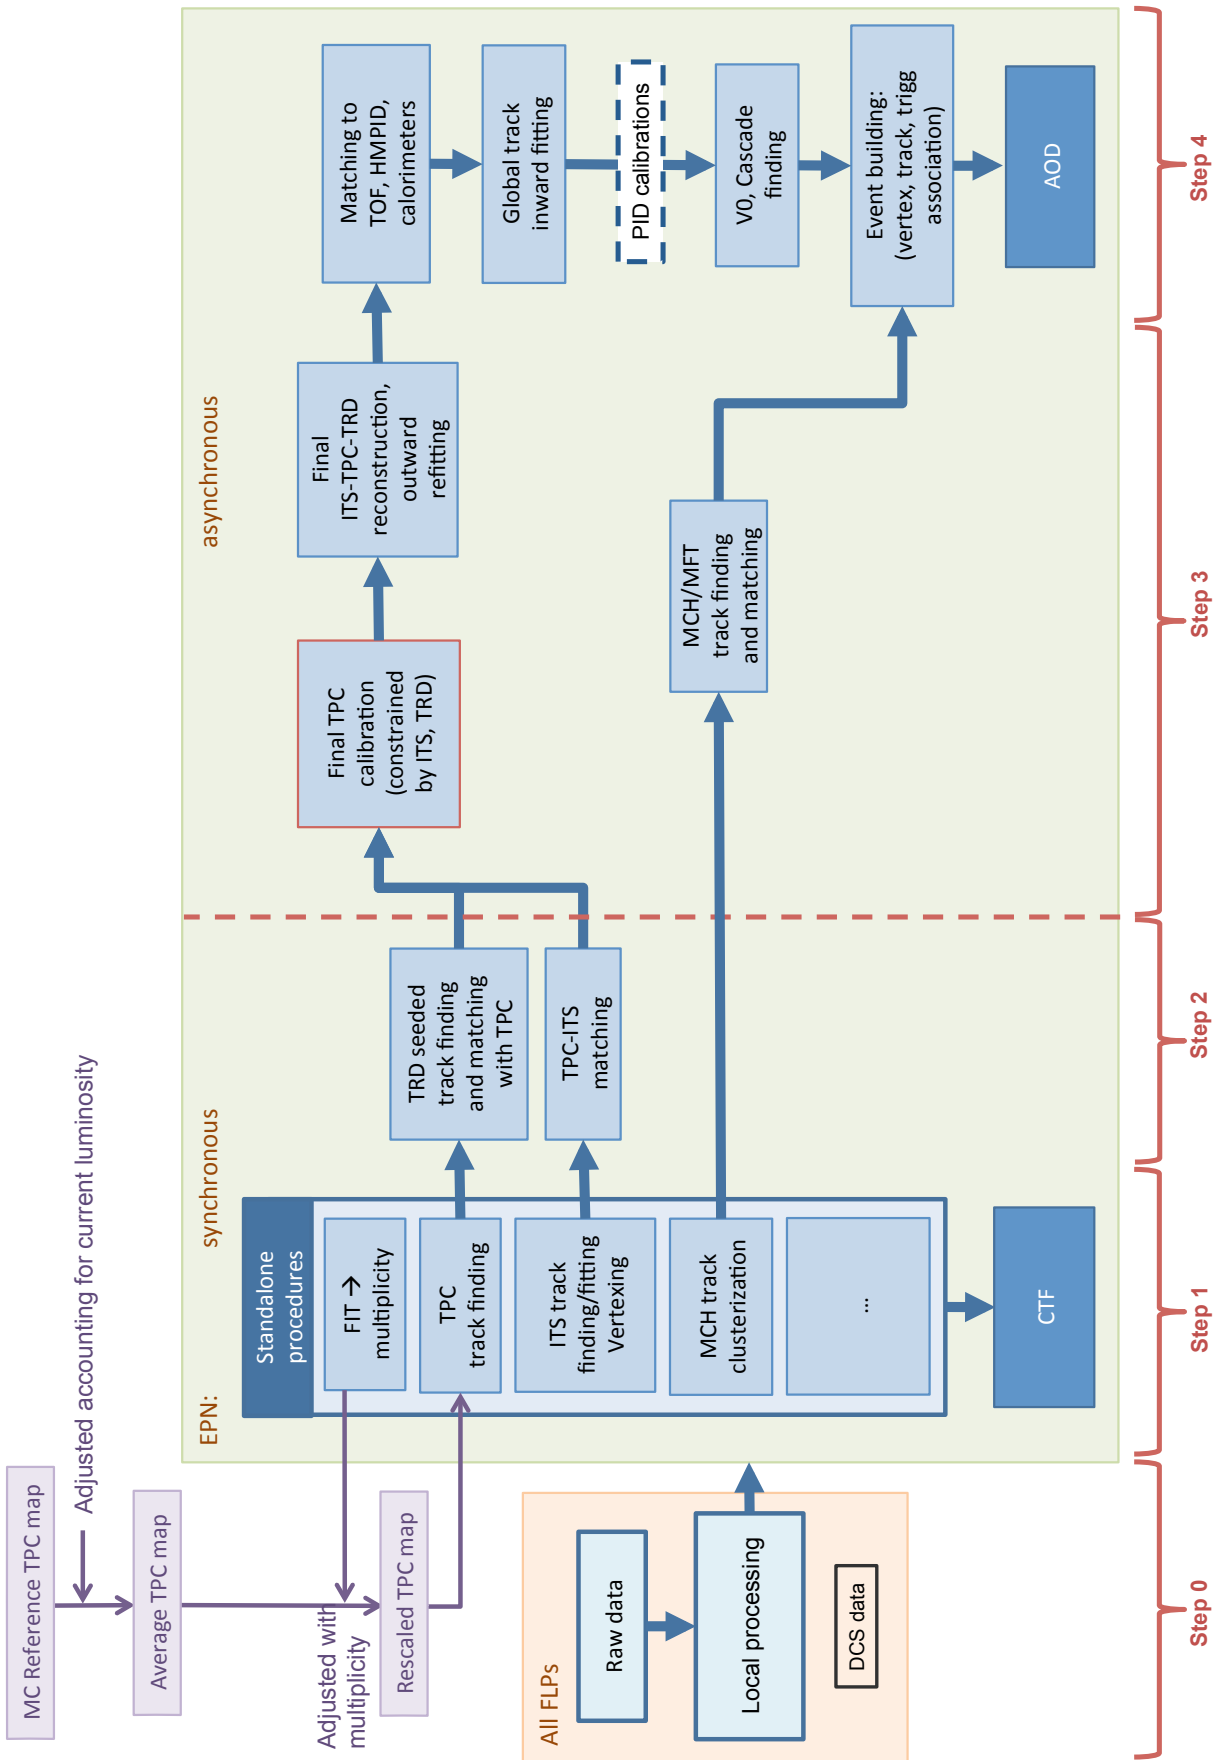 MC Reference TPC map
Adjusted accounting for current luminosity
Average TPC map
Adjusted with
multiplicity
Rescaled TPC map
All FLPs
Raw data
Local processing
DCS data
EPN:
synchronous
asynchronous
Standalone
procedures
FIT →
multiplicity
TPC
track finding
ITS track
finding/fitting
Vertexing
MCH track
clusterization
...
CTF
TRD seeded
track finding
and matching
with TPC
TPC-ITS
matching
Final TPC
calibration
(constrained
by ITS, TRD)
Final
ITS-TPC-TRD
reconstruction,
outward
refitting
MCH/MFT
track finding
and matching
Matching to
TOF, HMPID,
calorimeters
Global track
inward fitting
PID calibrations
V0, Cascade
finding
Event building:
(vertex, track, trigg
association)
AOD
Step 0
Step 1
Step 2
Step 3
Step 4